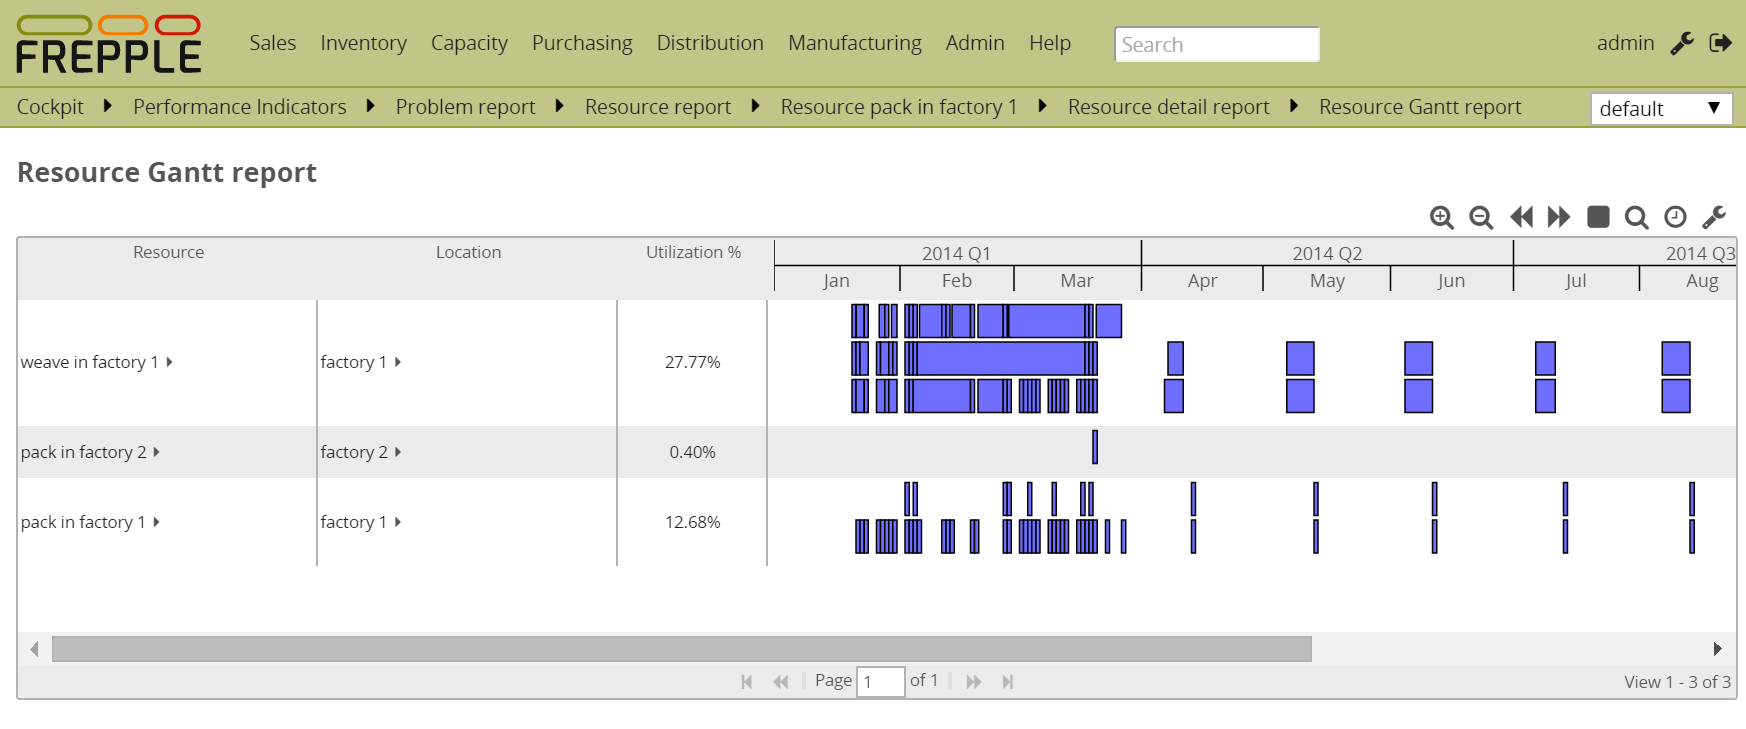 FREPPLE
Sales Inventory Capacity Purchasing Distribution Manufacturing Admin Help Search admin
Cockpit Performance Indicators Problem report Resource report Resource pack in factory 1 Resource detail report Resource Gantt report default
Resource Gantt report
Resource Location Utilization % 2014 Q1 2014 Q2 2014 Q3
Jan Feb Mar Apr May Jun Jul Aug
weave in factory 1 factory 1 27.77%
pack in factory 2 factory 2 0.40%
pack in factory 1 factory 1 12.68%
Page 1 of 1 View 1 - 3 of 3